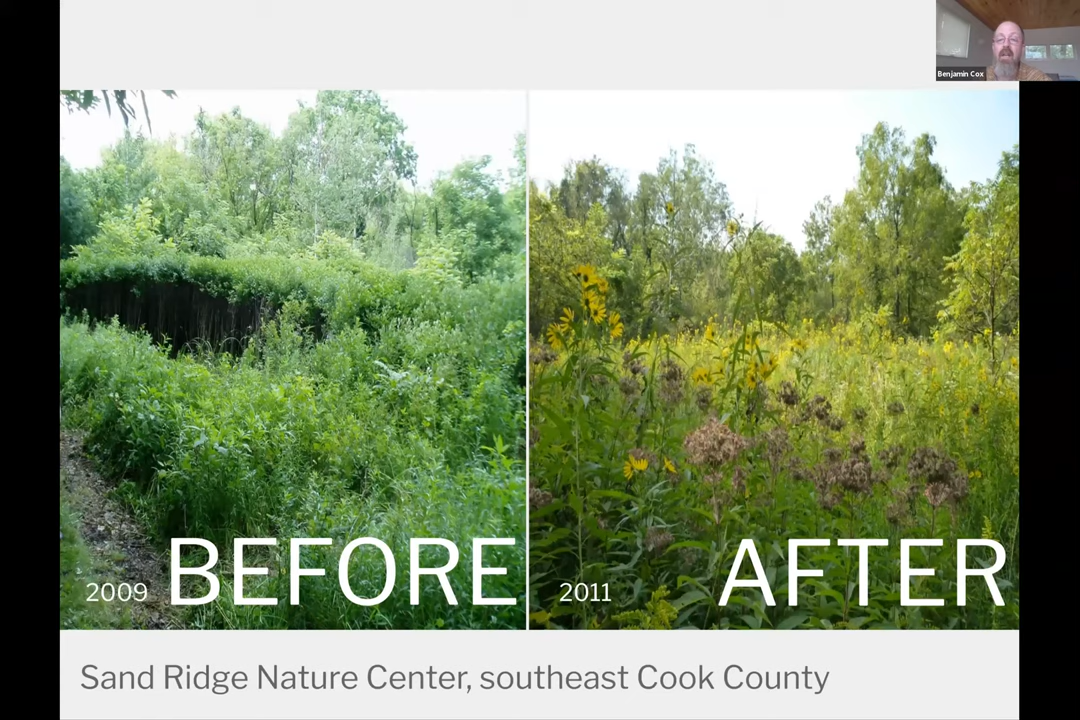 Benjamin Cox
2009 BEFORE
2011 AFTER
Sand Ridge Nature Center, southeast Cook County